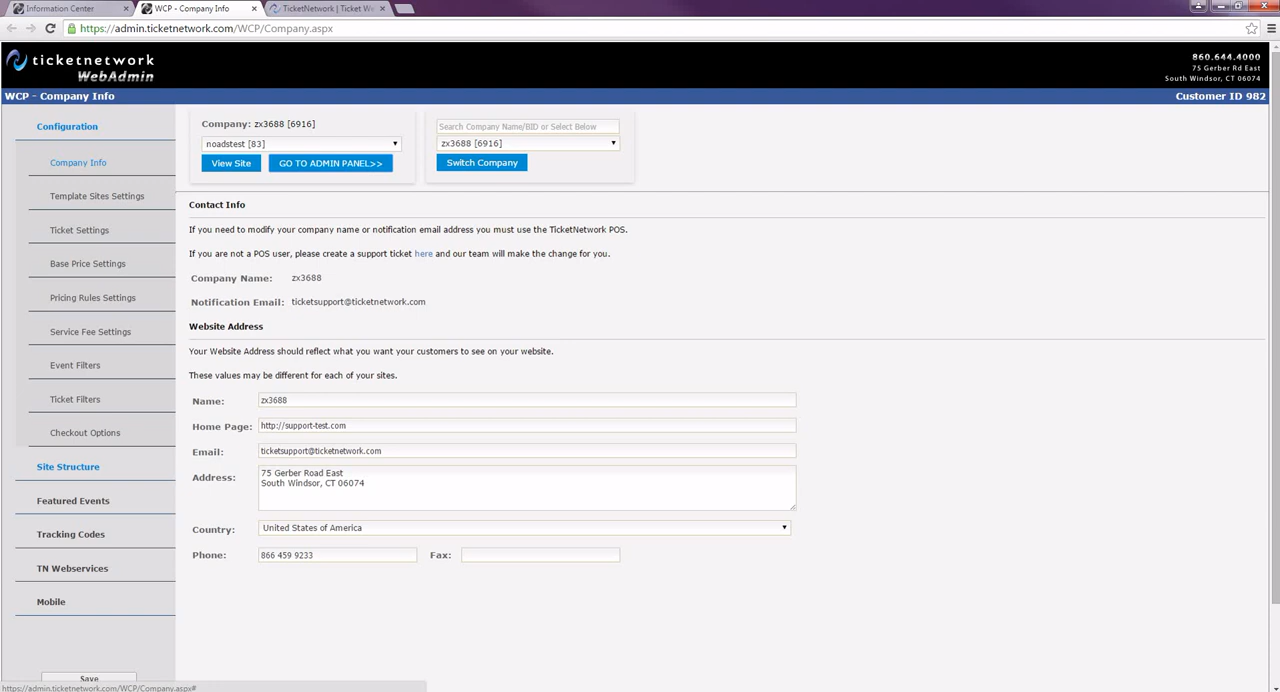 Information Center
WCP - Company Info
TicketNetwork | Ticket We
https://admin.ticketnetwork.com/WCP/Company.aspx
ticketnetwork
WebAdmin
860.644.4000
75 Gerber Rd East
South Windsor, CT 06074
WCP - Company Info
Customer ID 982
Configuration
Company Info
Template Sites Settings
Ticket Settings
Base Price Settings
Pricing Rules Settings
Service Fee Settings
Event Filters
Ticket Filters
Checkout Options
Site Structure
Featured Events
Tracking Codes
TN Webservices
Mobile
Save
Company: zx3688 [6916]
noadstest [83]
View Site
GO TO ADMIN PANEL>>
Search Company Name/BID or Select Below
zx3688 [6916]
Switch Company
Contact Info
If you need to modify your company name or notification email address you must use the TicketNetwork POS.
If you are not a POS user, please create a support ticket here and our team will make the change for you.
Company Name: zx3688
Notification Email: ticketsupport@ticketnetwork.com
Website Address
Your Website Address should reflect what you want your customers to see on your website.
These values may be different for each of your sites.
Name: zx3688
Home Page: http://support-test.com
Email: ticketsupport@ticketnetwork.com
Address: 75 Gerber Road East
South Windsor, CT 06074
Country: United States of America
Phone: 866 459 9233 Fax:
https://admin.ticketnetwork.com/WCP/Company.aspx#